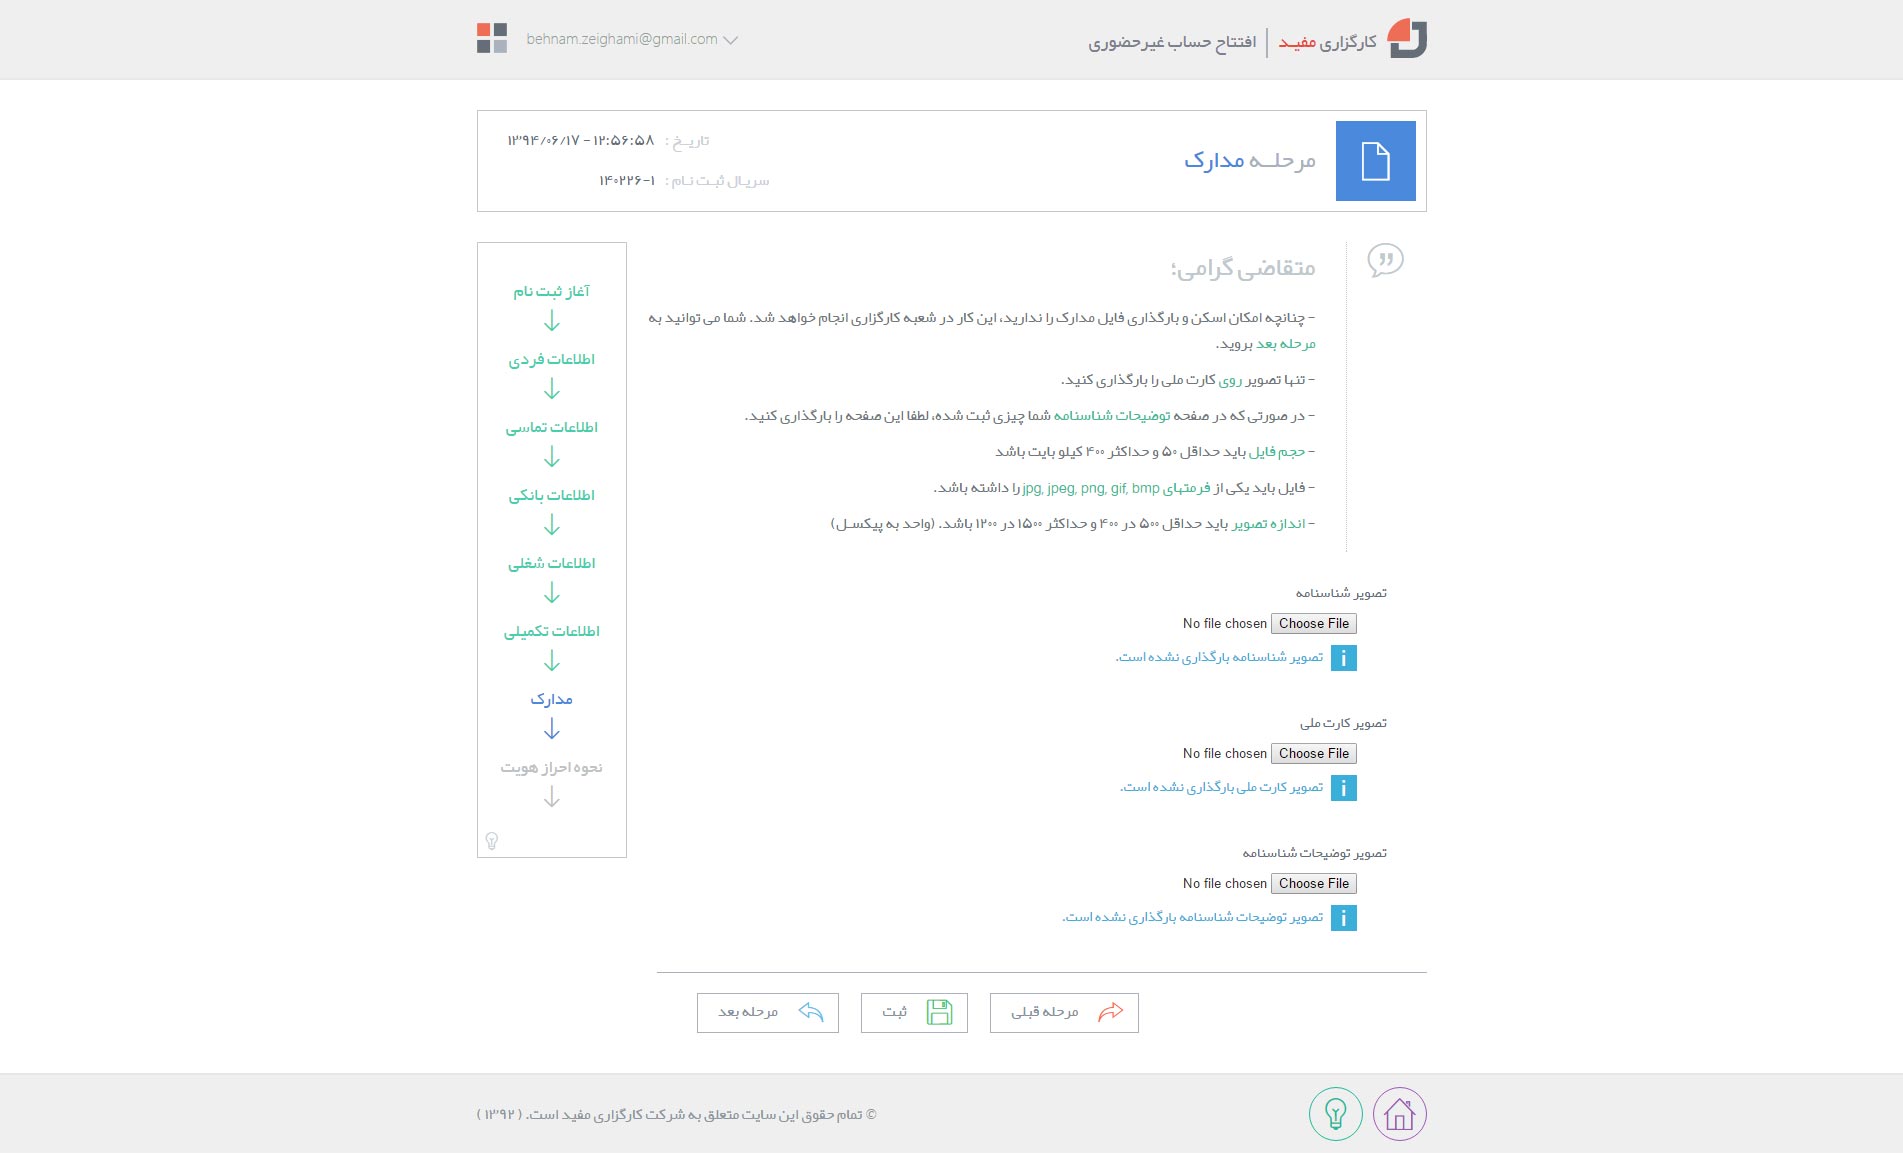 کارگزاری مفیـد | افتتاح حساب غیرحضوری
behnam.zeighami@gmail.com
مرحلــه مدارک
تاریــخ : ۱۳۹۴/۰۶/۱۷ - ۱۲:۵۶:۵۸
سریـال ثبـت نـام : ۱۴۰۲۲۶-۱
متقاضی گرامی؛
- چنانچه امکان اسکن و بارگذاری فایل مدارک را ندارید، این کار در شعبه کارگزاری انجام خواهد شد. شما می توانید به
مرحله بعد بروید.
- تنها تصویر روی کارت ملی را بارگذاری کنید.
- در صورتی که در صفحه توضیحات شناسنامه شما چیزی ثبت شده، لطفا این صفحه را بارگذاری کنید.
- حجم فایل باید حداقل ۵۰ و حداکثر ۴۰۰ کیلو بایت باشد
- فایل باید یکی از فرمتهای jpg, jpeg, png, gif, bmp را داشته باشد.
- اندازه تصویر باید حداقل ۵۰۰ در ۴۰۰ و حداکثر ۱۵۰۰ در ۱۲۰۰ باشد. (واحد به پیکسـل)
تصویر شناسنامه
Choose File No file chosen
تصویر شناسنامه بارگذاری نشده است.
تصویر کارت ملی
Choose File No file chosen
تصویر کارت ملی بارگذاری نشده است.
تصویر توضیحات شناسنامه
Choose File No file chosen
تصویر توضیحات شناسنامه بارگذاری نشده است.
آغاز ثبت نام
اطلاعات فردی
اطلاعات تماسی
اطلاعات بانکی
اطلاعات شغلی
اطلاعات تکمیلی
مدارک
نحوه احراز هویت
مرحله قبلی
ثبت
مرحله بعد
© تمام حقوق این سایت متعلق به شرکت کارگزاری مفید است. ( ۱۳۹۲ )